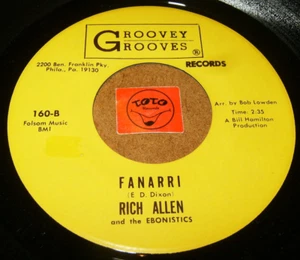 GROOVEY
GROOVES ®
2200 Ben. Franklin Pky.
Phila., Pa. 19130
RECORDS
160-B
Folsom Music
BMI
TOTO
Arr. by Bob Lowden
Time: 2:35
A Bill Hamilton
Production
FANARRI
(E. D. Dixon)
RICH ALLEN
and the EBONISTICS